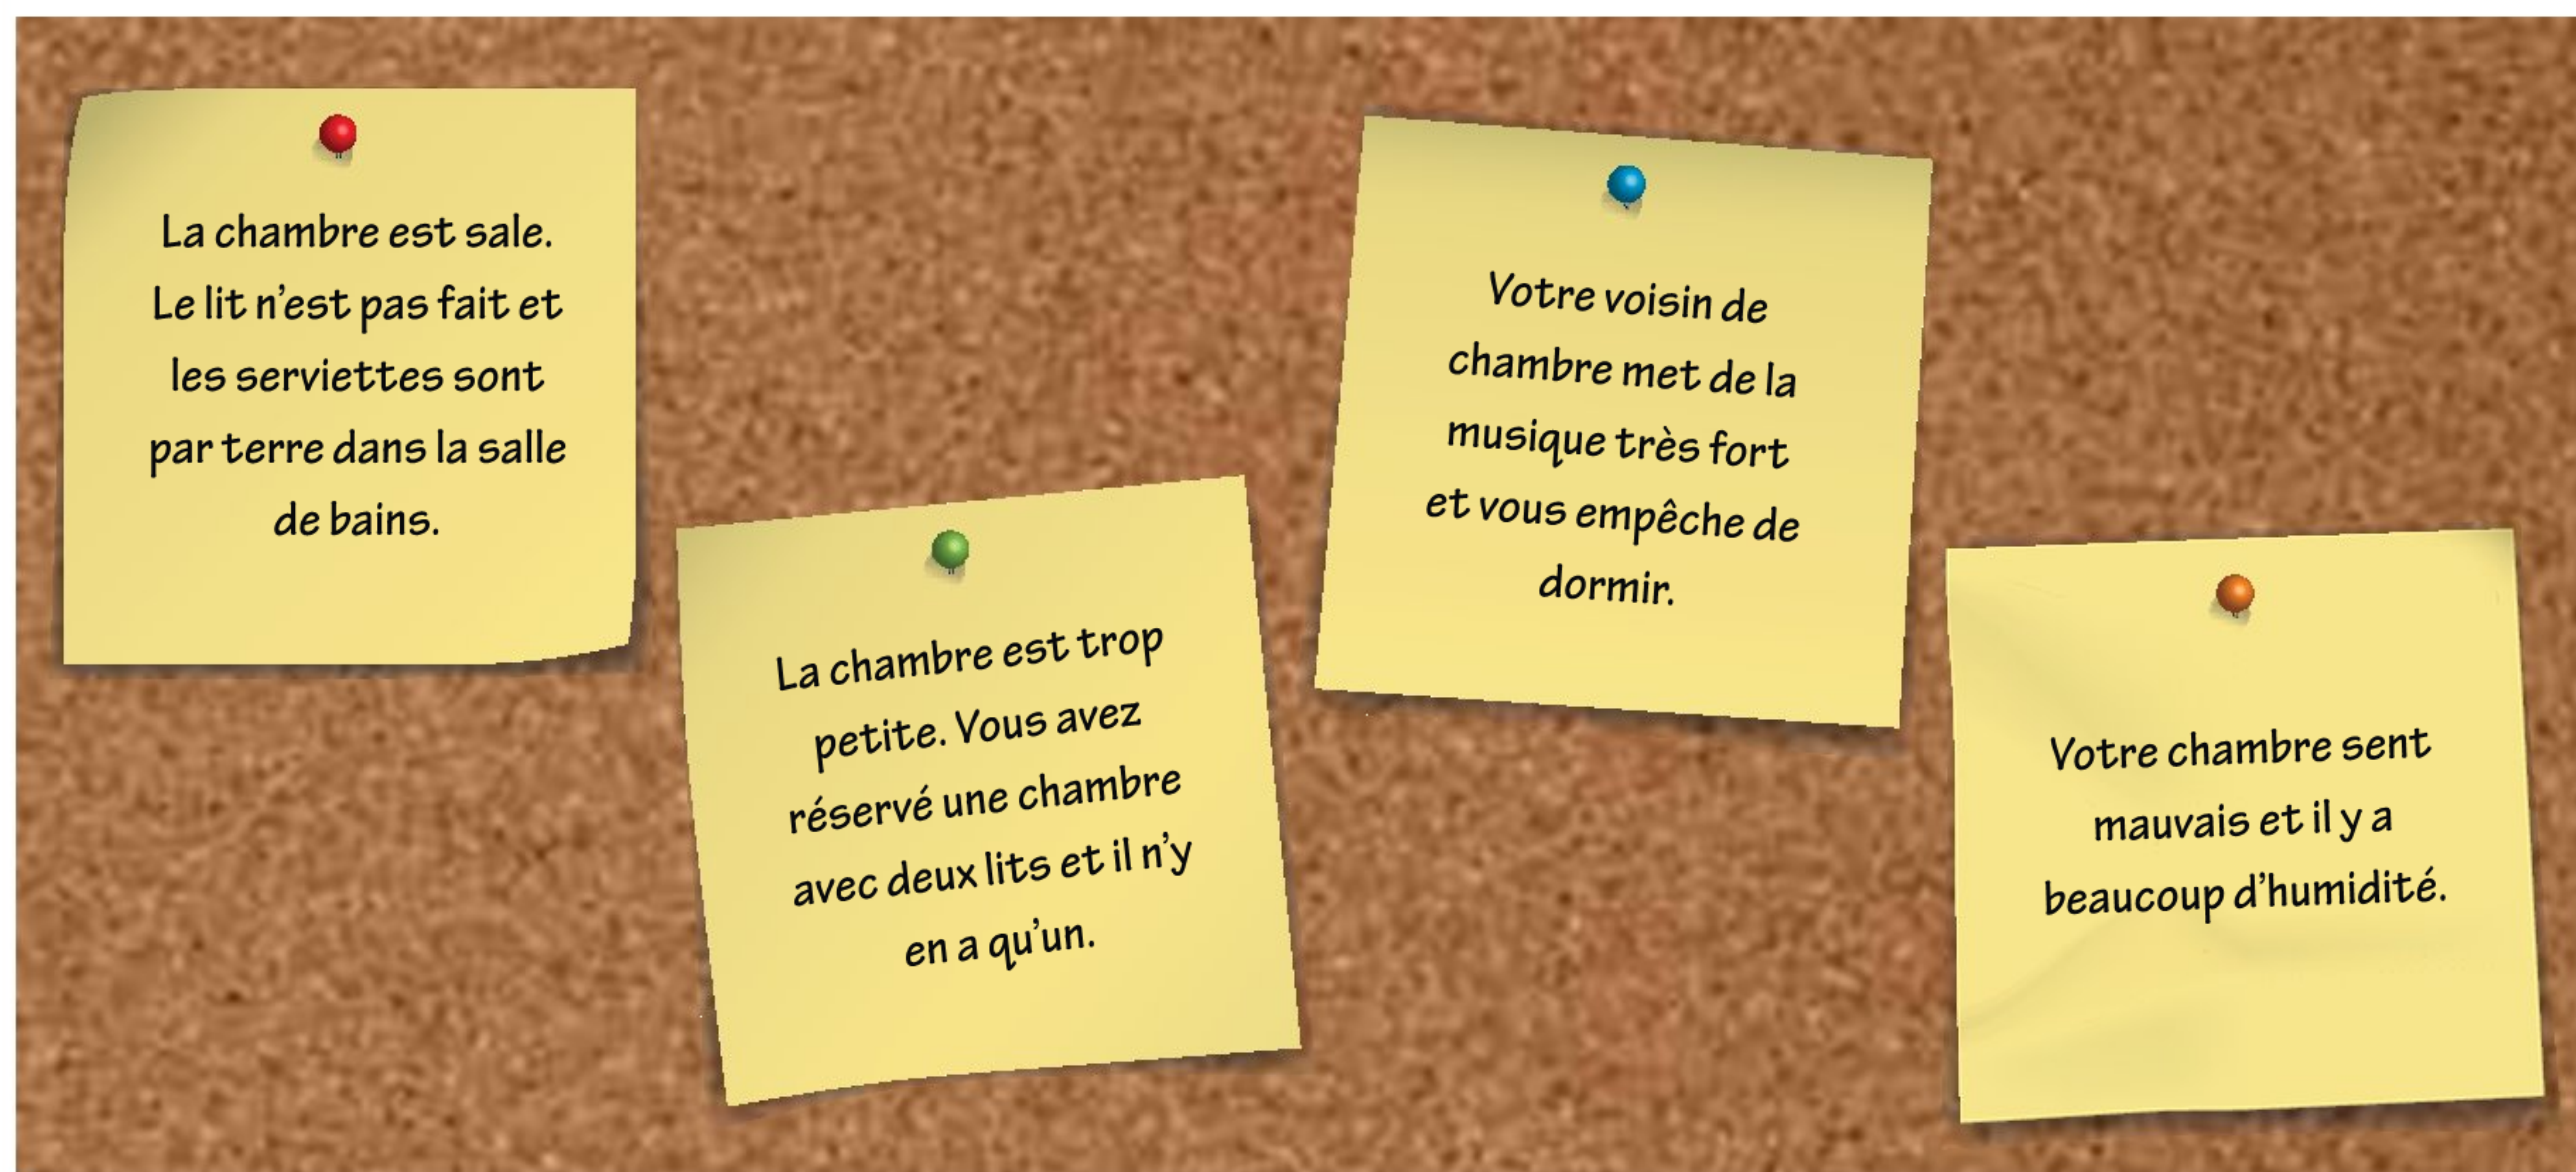 La chambre est sale.
Le lit n'est pas fait et
les serviettes sont
par terre dans la salle
de bains.
La chambre est trop
petite. Vous avez
réservé une chambre
avec deux lits et il n'y
en a qu'un.
Votre voisin de
chambre met de la
musique très fort
et vous empêche de
dormir.
Votre chambre sent
mauvais et il y a
beaucoup d'humidité.